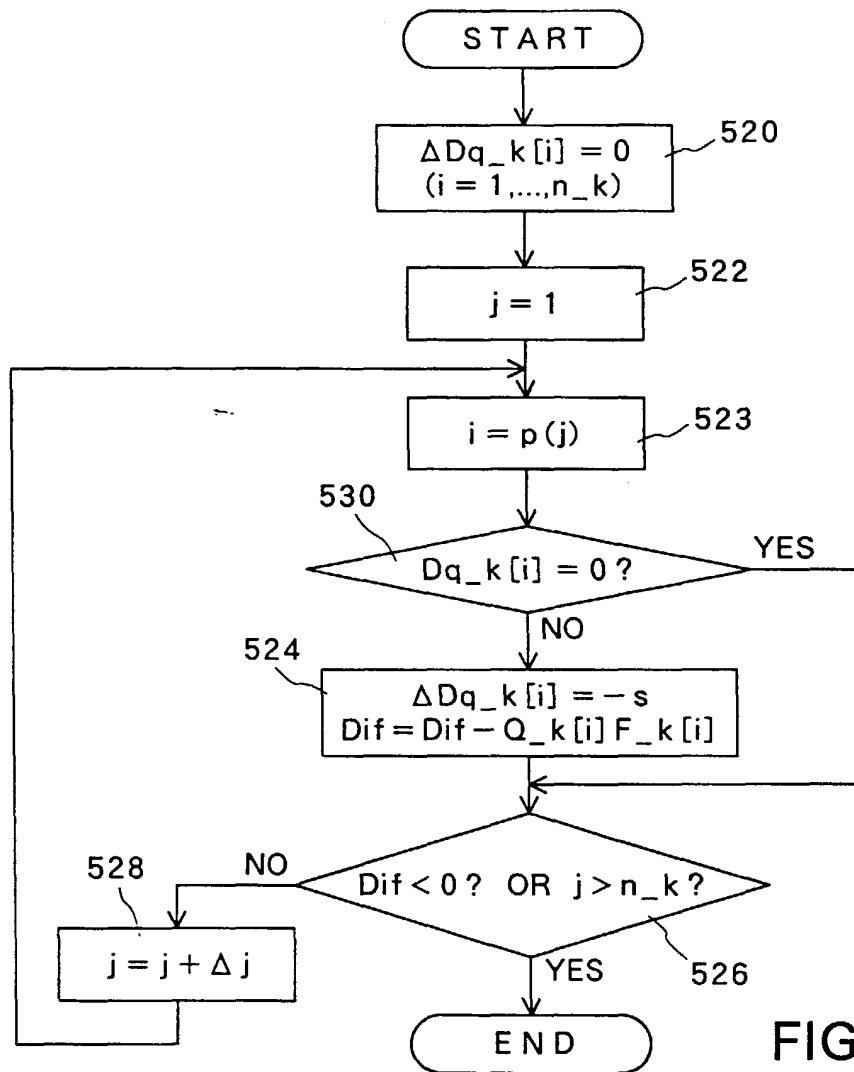 START
520
ΔDq_k[i] = 0
(i = 1,...,n_k)
522
j = 1
523
i = p(j)
530
Dq_k[i] = 0?
YES
NO
524
ΔDq_k[i] = -s
Dif = Dif - Q_k[i] F_k[i]
528
NO
Dif < 0? OR j > n_k?
526
j = j + Δj
YES
END
FIG